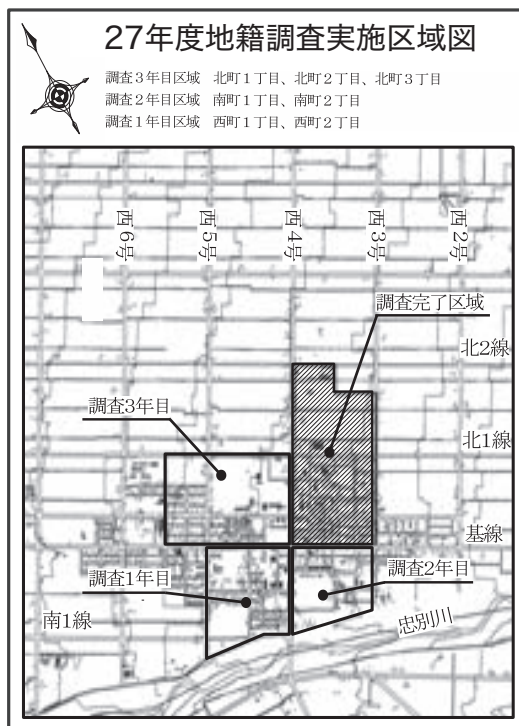 27年度地籍調査実施区域図
調査3年目区域 北町1丁目、北町2丁目、北町3丁目
調査2年目区域 南町1丁目、南町2丁目
調査1年目区域 西町1丁目、西町2丁目
西6号
西5号
西4号
西3号
西2号
調査完了区域
北2線
調査3年目
北1線
基線
調査1年目
調査2年目
南1線
忠別川